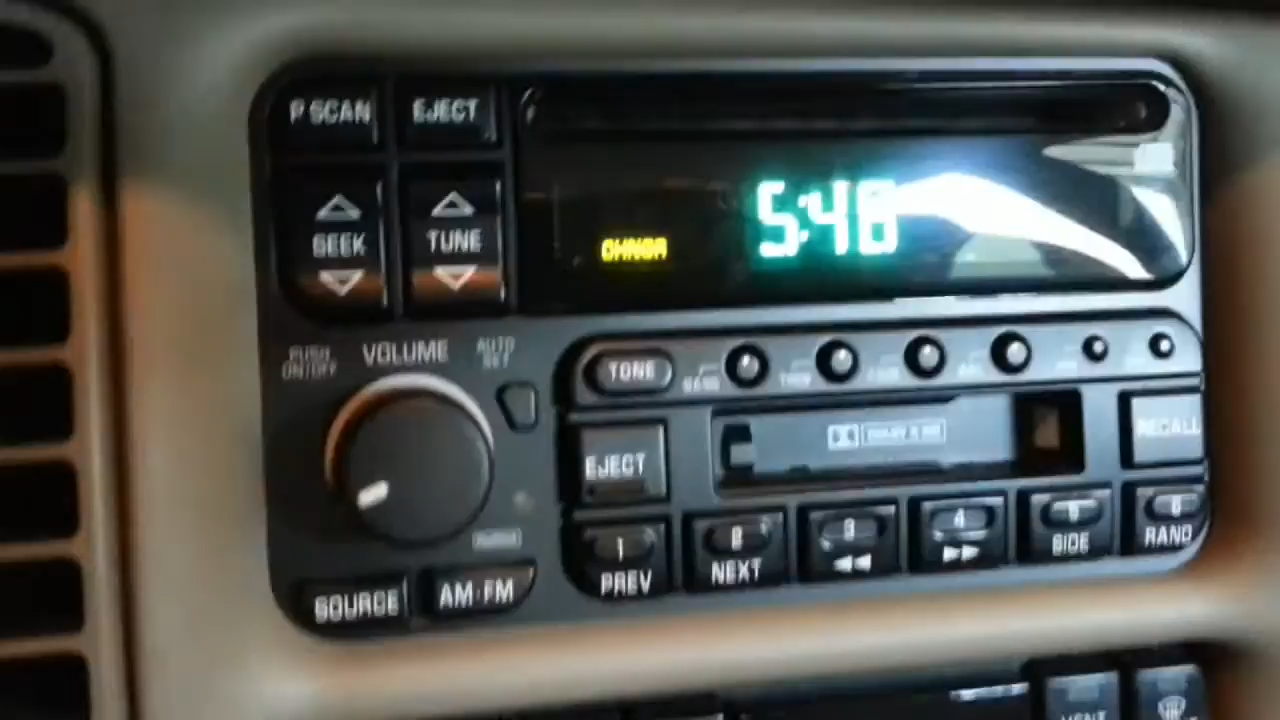 P SCAN
EJECT
SEEK
TUNE
5:48
PUSH
ON/OFF
VOLUME
AUTO
SET
TONE
BASS
EJECT
RECALL
1
PREV
2
NEXT
3
4
5
SIDE
6
RAND
SOURCE
AM·FM